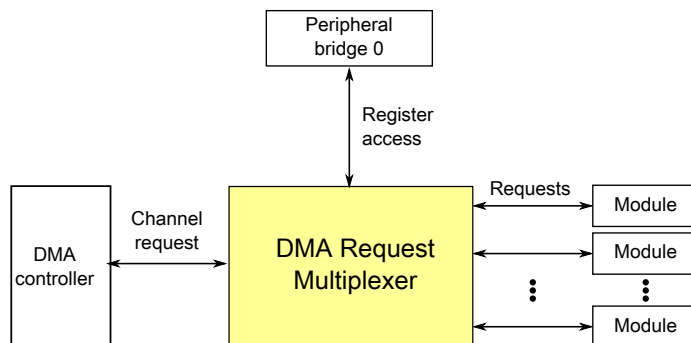 Peripheral
bridge 0
Register
access
Requests
Module
Channel
request
DMA
controller
DMA Request
Multiplexer
Module
Module